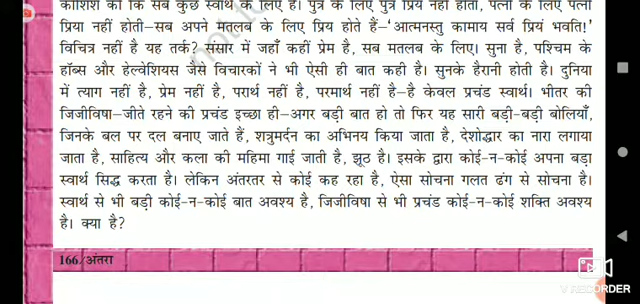 कोशिश की कि सब कुछ स्वार्थ के लिए है। पुत्र के लिए पुत्र प्रिय नहीं होता, पत्नी के लिए पत्नी
प्रिया नहीं होती–सब अपने मतलब के लिए प्रिय होते हैं–'आत्मनस्तु कामाय सर्वं प्रियं भवति!'
विचित्र नहीं है यह तर्क? संसार में जहाँ कहीं प्रेम है, सब मतलब के लिए। सुना है, पश्चिम के
हॉब्स और हेल्वेशियस जैसे विचारकों ने भी ऐसी ही बात कही है। सुनके हैरानी होती है। दुनिया
में त्याग नहीं है, प्रेम नहीं है, परार्थ नहीं है, परमार्थ नहीं है–है केवल प्रचंड स्वार्थ। भीतर की
जिजीविषा–जीते रहने की प्रचंड इच्छा ही–अगर बड़ी बात हो तो फिर यह सारी बड़ी-बड़ी बोलियाँ,
जिनके बल पर दल बनाए जाते हैं, शत्रुमर्दन का अभिनय किया जाता है, देशोद्धार का नारा लगाया
जाता है, साहित्य और कला की महिमा गाई जाती है, झूठ है। इसके द्वारा कोई-न-कोई अपना बड़ा
स्वार्थ सिद्ध करता है। लेकिन अंतरतर से कोई कह रहा है, ऐसा सोचना गलत ढंग से सोचना है।
स्वार्थ से भी बड़ी कोई-न-कोई बात अवश्य है, जिजीविषा से भी प्रचंड कोई-न-कोई शक्ति अवश्य
है। क्या है?
166/अंतरा
RECORDER